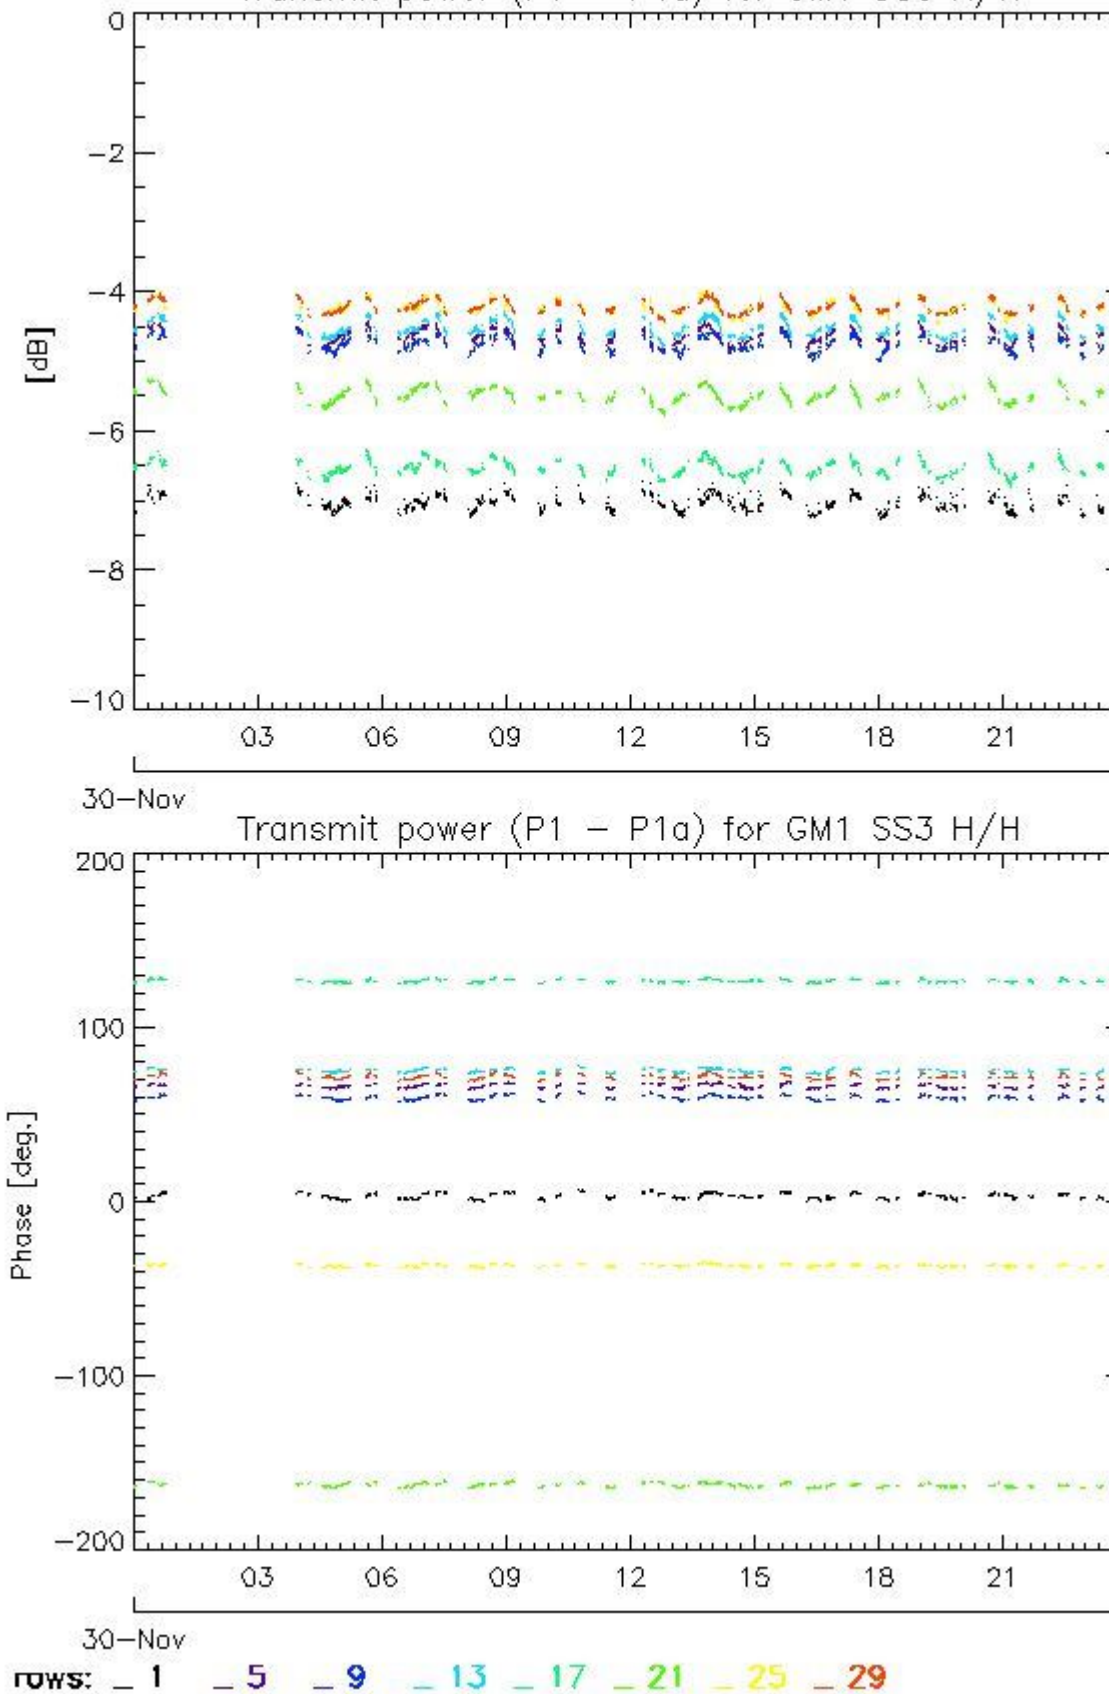 0
−2
−4
[dB]
−6
−8
−10
03 06 09 12 15 18 21
30−Nov
Transmit power (P1 − P1a) for GM1 SS3 H/H
200
100
Phase [deg.]
0
−100
−200
03 06 09 12 15 18 21
30−Nov
rows: _ 1 _ 5 _ 9 _ 13 _ 17 _ 21 _ 25 _ 29